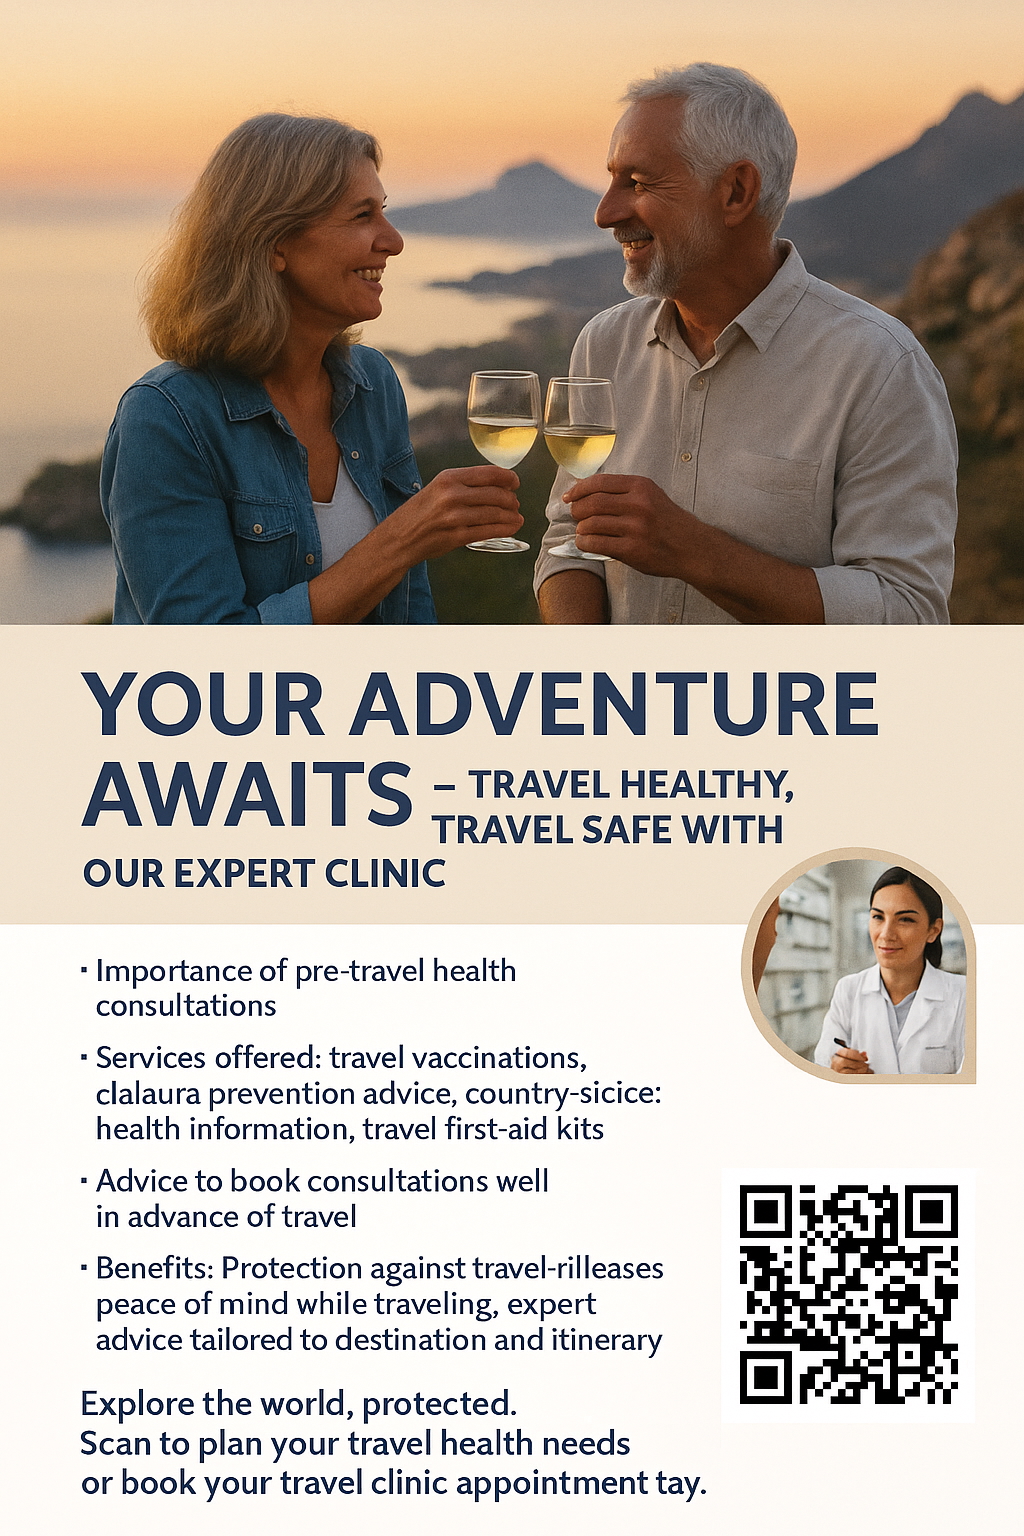 YOUR ADVENTURE
AWAITS – TRAVEL HEALTHY,
TRAVEL SAFE WITH
OUR EXPERT CLINIC
· Importance of pre-travel health
consultations
· Services offered: travel vaccinations,
clalaura prevention advice, country-sicice:
health information, travel first-aid kits
· Advice to book consultations well
in advance of travel
· Benefits: Protection against travel-rilleases
peace of mind while traveling, expert
advice tailored to destination and itinerary
Explore the world, protected.
Scan to plan your travel health needs
or book your travel clinic appointment tay.